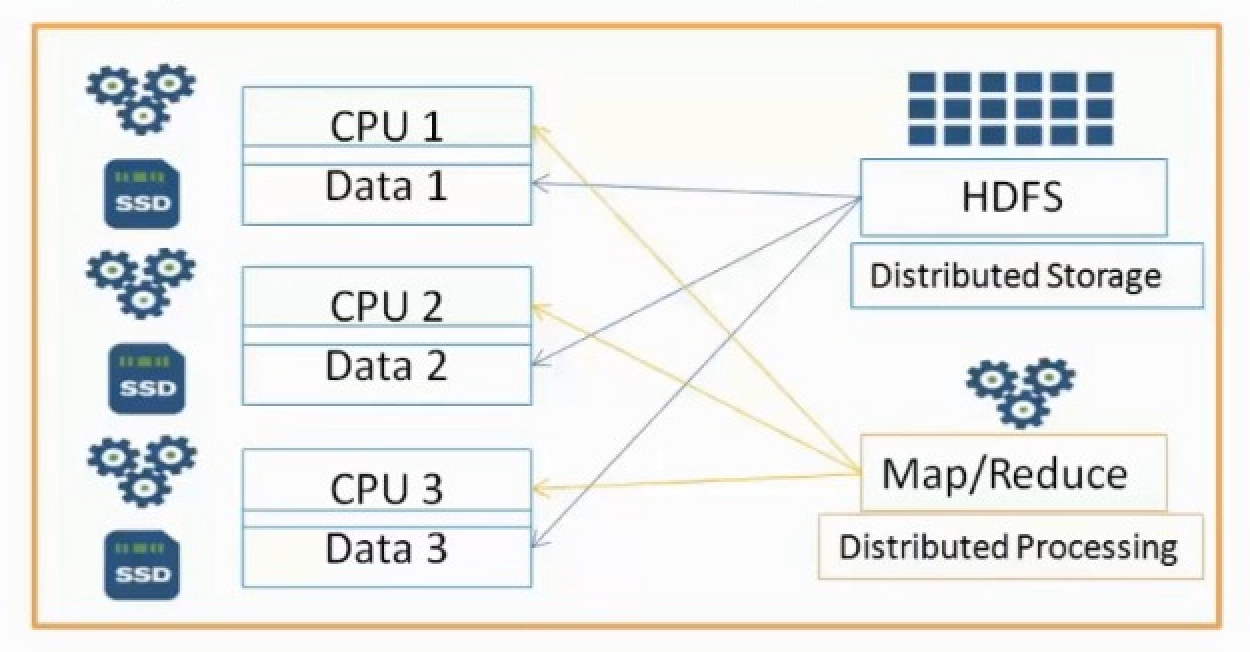 CPU 1
SSD
Data 1
HDFS
Distributed Storage
CPU 2
SSD
Data 2
Map/Reduce
CPU 3
Distributed Processing
SSD
Data 3